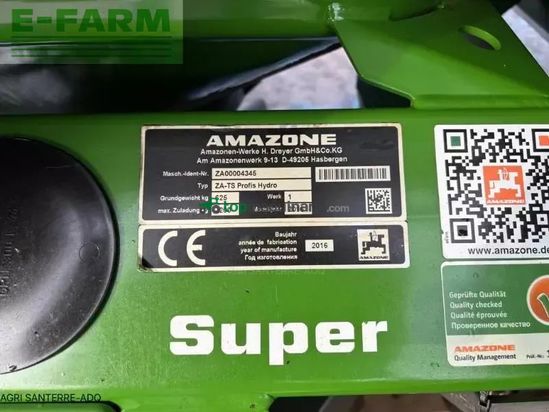 E-FARM
AMAZONE
Amazonen-Werke H. Dreyer GmbH&Co.KG
Am Amazonenwerk 9-13 D-49205 Hasbergen
Masch.-Ident-Nr. ZA00004345
Typ ZA-TS Profis Hydro
Grundgewicht kg 625 Werk 1
max. Zuladung
CE
Baujahr
année de fabrication
year of manufacture
Год изготовления
2016
AMAZONE
www.amazone.de
Geprüfte Qualität
Quality checked
Qualité éprouvée
Проверенное качество
AMAZONE
Quality Management
Super
AGRI SANTERRE-ADO